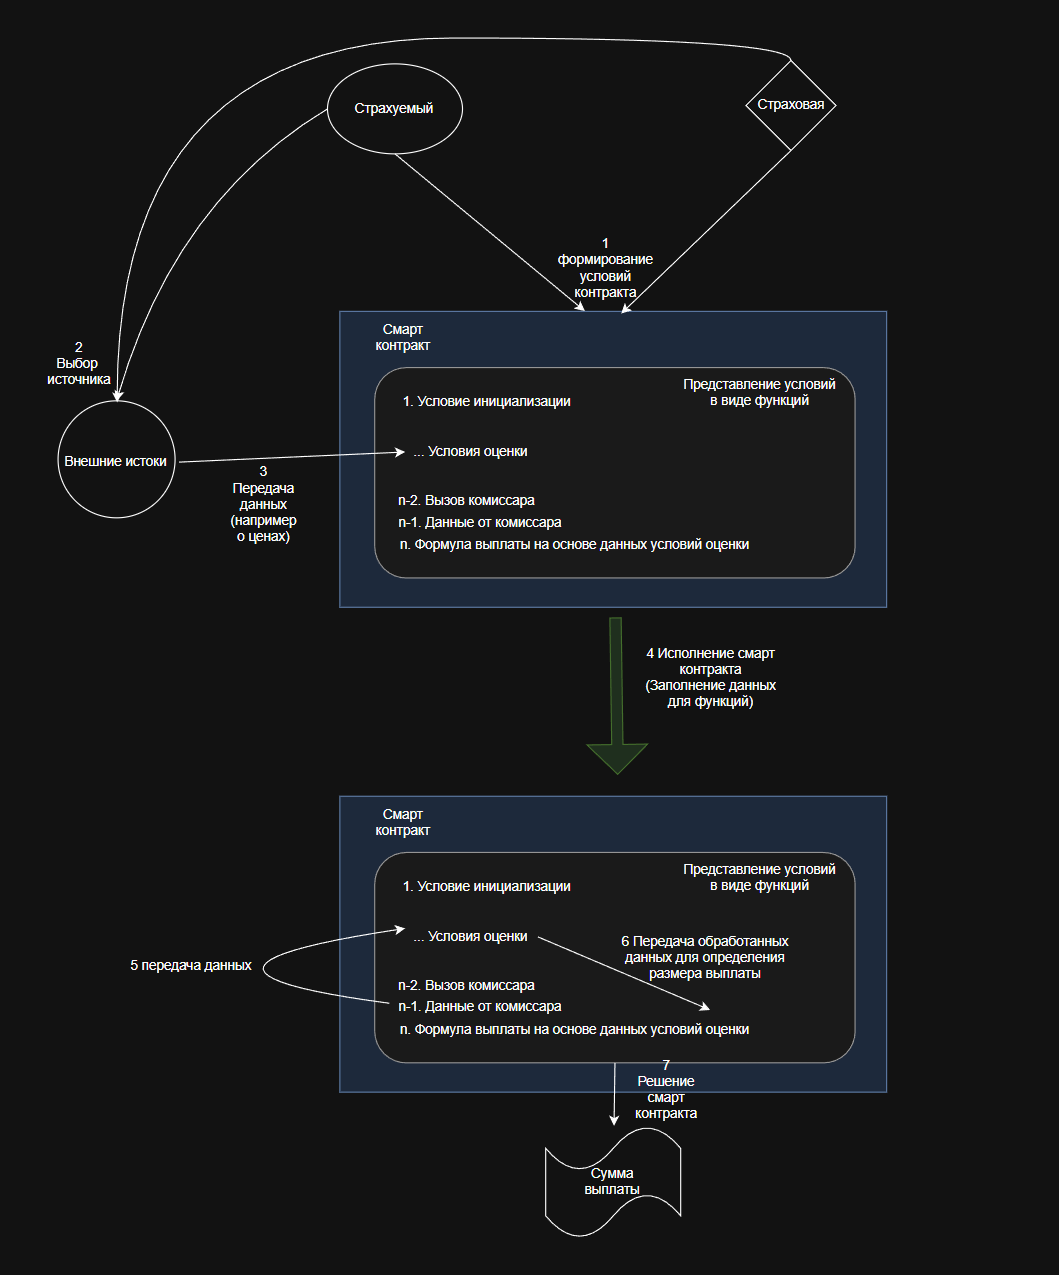 Страхуемый
Страховая
1
формирование
условий
контракта
2
Выбор
источника
Внешние истоки
3
Передача
данных
(например
о ценах)
Смарт
контракт
Представление условий
в виде функций
1. Условие инициализации
... Условия оценки
n-2. Вызов комиссара
n-1. Данные от комиссара
n. Формула выплаты на основе данных условий оценки
4 Исполнение смарт
контракта
(Заполнение данных
для функций)
Смарт
контракт
Представление условий
в виде функций
1. Условие инициализации
... Условия оценки
5 передача данных
6 Передача обработанных
данных для определения
размера выплаты
n-2. Вызов комиссара
n-1. Данные от комиссара
n. Формула выплаты на основе данных условий оценки
7
Решение
смарт
контракта
Сумма
выплаты